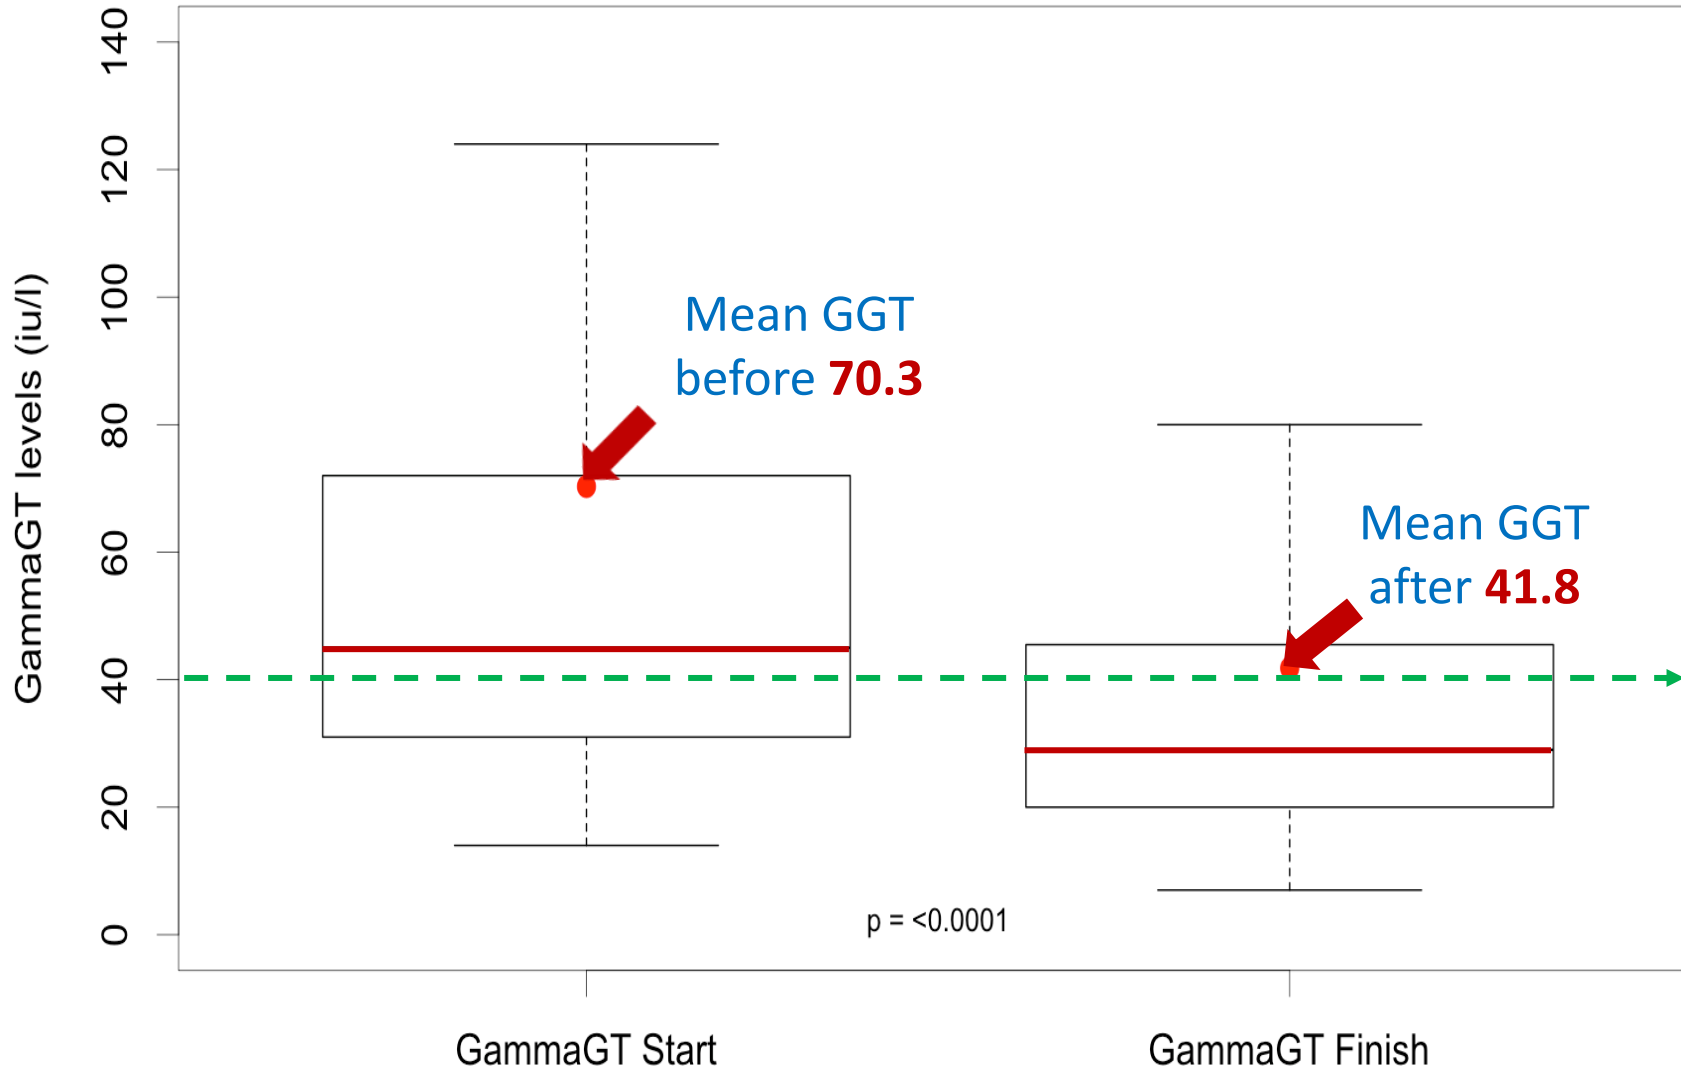 GammaGT levels (iu/l)
140
120
100
80
60
40
20
0
Mean GGT
before 70.3
Mean GGT
after 41.8
p = <0.0001
GammaGT Start
GammaGT Finish